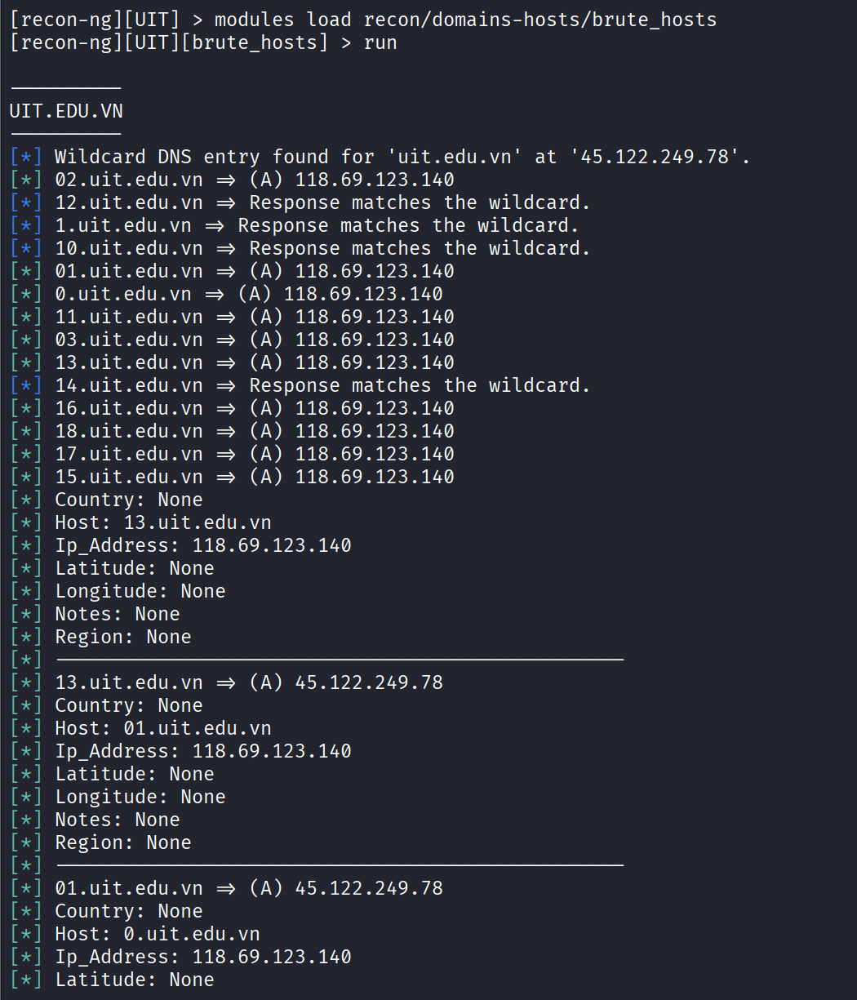 [recon-ng][UIT] > modules load recon/domains-hosts/brute_hosts
[recon-ng][UIT][brute_hosts] > run
----------
UIT.EDU.VN
----------
[*] Wildcard DNS entry found for 'uit.edu.vn' at '45.122.249.78'.
[*] 02.uit.edu.vn => (A) 118.69.123.140
[*] 12.uit.edu.vn => Response matches the wildcard.
[*] 1.uit.edu.vn => Response matches the wildcard.
[*] 10.uit.edu.vn => Response matches the wildcard.
[*] 01.uit.edu.vn => (A) 118.69.123.140
[*] 0.uit.edu.vn => (A) 118.69.123.140
[*] 11.uit.edu.vn => (A) 118.69.123.140
[*] 03.uit.edu.vn => (A) 118.69.123.140
[*] 13.uit.edu.vn => (A) 118.69.123.140
[*] 14.uit.edu.vn => Response matches the wildcard.
[*] 16.uit.edu.vn => (A) 118.69.123.140
[*] 18.uit.edu.vn => (A) 118.69.123.140
[*] 17.uit.edu.vn => (A) 118.69.123.140
[*] 15.uit.edu.vn => (A) 118.69.123.140
[*] Country: None
[*] Host: 13.uit.edu.vn
[*] Ip_Address: 118.69.123.140
[*] Latitude: None
[*] Longitude: None
[*] Notes: None
[*] Region: None
[*] --------------------------------------------------
[*] 13.uit.edu.vn => (A) 45.122.249.78
[*] Country: None
[*] Host: 01.uit.edu.vn
[*] Ip_Address: 118.69.123.140
[*] Latitude: None
[*] Longitude: None
[*] Notes: None
[*] Region: None
[*] --------------------------------------------------
[*] 01.uit.edu.vn => (A) 45.122.249.78
[*] Country: None
[*] Host: 0.uit.edu.vn
[*] Ip_Address: 118.69.123.140
[*] Latitude: None